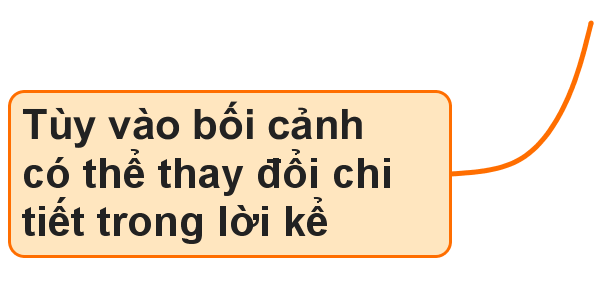 Tùy vào bối cảnh
có thể thay đổi chi
tiết trong lời kể